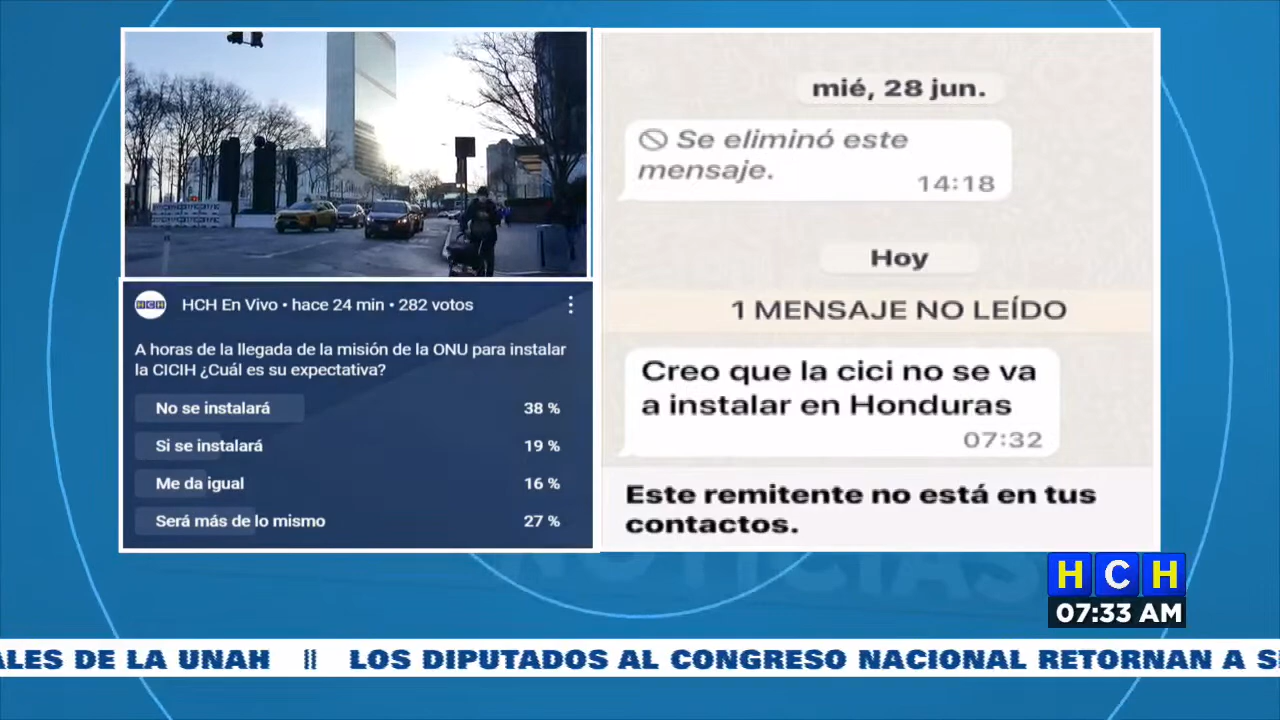 HCH En Vivo • hace 24 min • 282 votos
A horas de la llegada de la misión de la ONU para instalar
la CICIH ¿Cuál es su expectativa?
No se instalará 38 %
Si se instalará 19 %
Me da igual 16 %
Será más de lo mismo 27 %
mié, 28 jun.
Se eliminó este
mensaje.
14:18
Hoy
1 MENSAJE NO LEÍDO
Creo que la cici no se va
a instalar en Honduras
07:32
Este remitente no está en tus
contactos.
NOTICIAS
HCH
07:33 AM
ALES DE LA UNAH || LOS DIPUTADOS AL CONGRESO NACIONAL RETORNAN A S